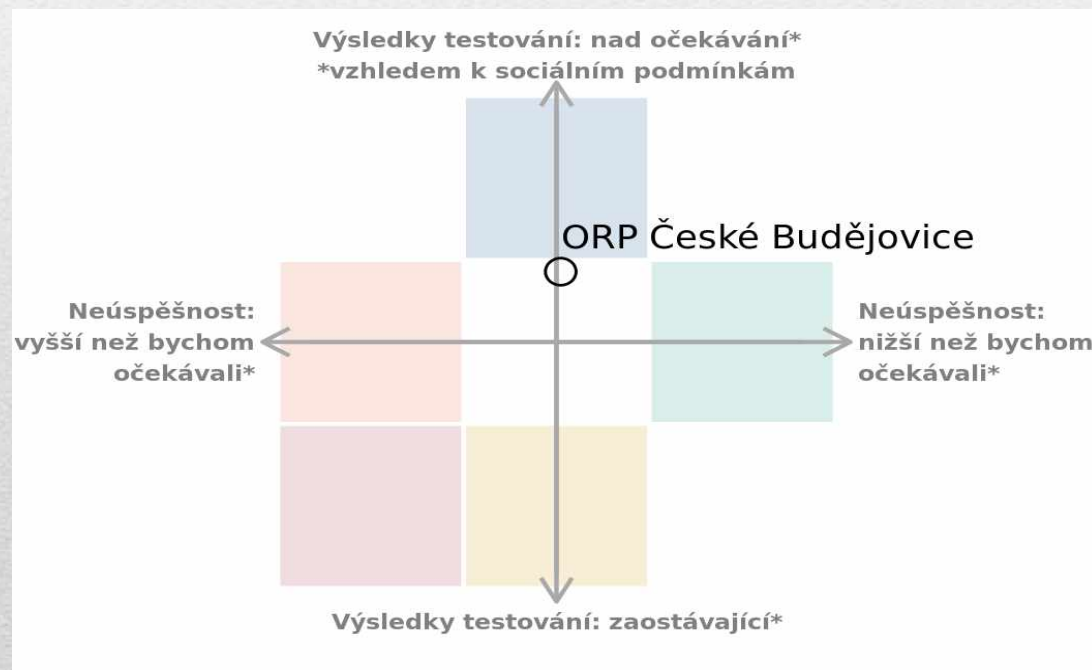 Výsledky testování: nad očekávání*
*vzhledem k sociálním podmínkám
ORP České Budějovice
Neúspěšnost:
vyšší než bychom
očekávali*
Neúspěšnost:
nižší než bychom
očekávali*
Výsledky testování: zaostávající*